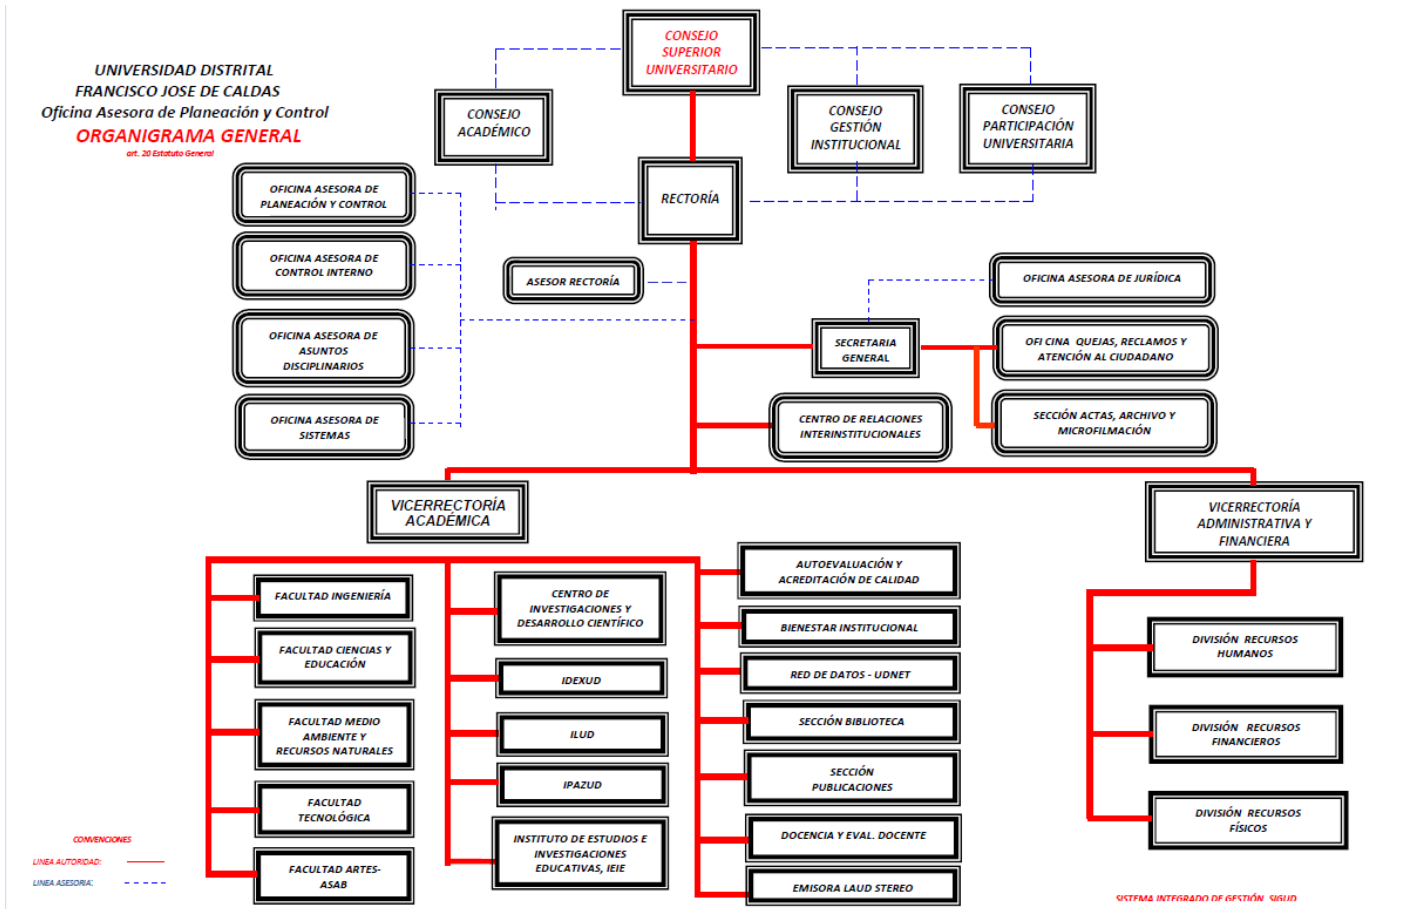 UNIVERSIDAD DISTRITAL
FRANCISCO JOSE DE CALDAS
Oficina Asesora de Planeación y Control
ORGANIGRAMA GENERAL
art. 20 Estatuto General
CONSEJO
SUPERIOR
UNIVERSITARIO
CONSEJO
ACADÉMICO
CONSEJO
GESTIÓN
INSTITUCIONAL
CONSEJO
PARTICIPACIÓN
UNIVERSITARIA
RECTORÍA
OFICINA ASESORA DE
PLANEACIÓN Y CONTROL
OFICINA ASESORA DE
CONTROL INTERNO
OFICINA ASESORA DE
ASUNTOS
DISCIPLINARIOS
OFICINA ASESORA DE
SISTEMAS
ASESOR RECTORÍA
OFICINA ASESORA DE JURÍDICA
SECRETARIA
GENERAL
OFI CINA QUEJAS, RECLAMOS Y
ATENCIÓN AL CIUDADANO
CENTRO DE RELACIONES
INTERINSTITUCIONALES
SECCIÓN ACTAS, ARCHIVO Y
MICROFILMACIÓN
VICERRECTORÍA
ACADÉMICA
VICERRECTORÍA
ADMINISTRATIVA Y
FINANCIERA
FACULTAD INGENIERÍA
FACULTAD CIENCIAS Y
EDUCACIÓN
FACULTAD MEDIO
AMBIENTE Y
RECURSOS NATURALES
FACULTAD
TECNOLÓGICA
FACULTAD ARTES-
ASAB
CENTRO DE
INVESTIGACIONES Y
DESARROLLO CIENTÍFICO
IDEXUD
ILUD
IPAZUD
INSTITUTO DE ESTUDIOS E
INVESTIGACIONES
EDUCATIVAS, IEIE
AUTOEVALUACIÓN Y
ACREDITACIÓN DE CALIDAD
BIENESTAR INSTITUCIONAL
RED DE DATOS - UDNET
SECCIÓN BIBLIOTECA
SECCIÓN
PUBLICACIONES
DOCENCIA Y EVAL. DOCENTE
EMISORA LAUD STEREO
DIVISIÓN RECURSOS
HUMANOS
DIVISIÓN RECURSOS
FINANCIEROS
DIVISIÓN RECURSOS
FÍSICOS
CONVENCIONES
LINEA AUTORIDAD:
LINEA ASESORIA:
SISTEMA INTEGRADO DE GESTIÓN SIGUD